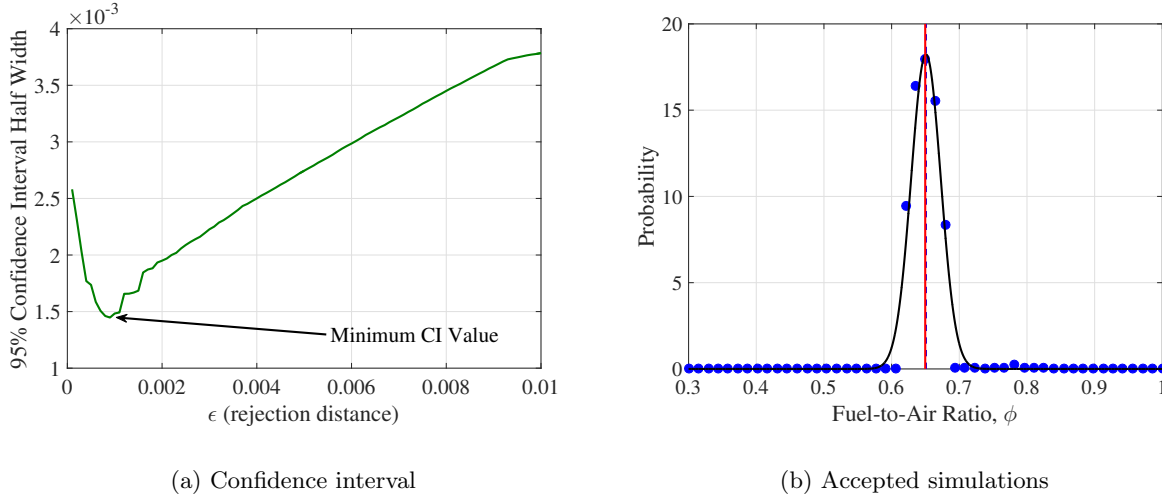 ×10⁻³
4
3.5
3
2.5
2
1.5
1
95% Confidence Interval Half Width
Minimum CI Value
0 0.002 0.004 0.006 0.008 0.01
ϵ (rejection distance)
(a) Confidence interval
20
15
10
5
0
Probability
0.3 0.4 0.5 0.6 0.7 0.8 0.9 1
Fuel-to-Air Ratio, ϕ
(b) Accepted simulations